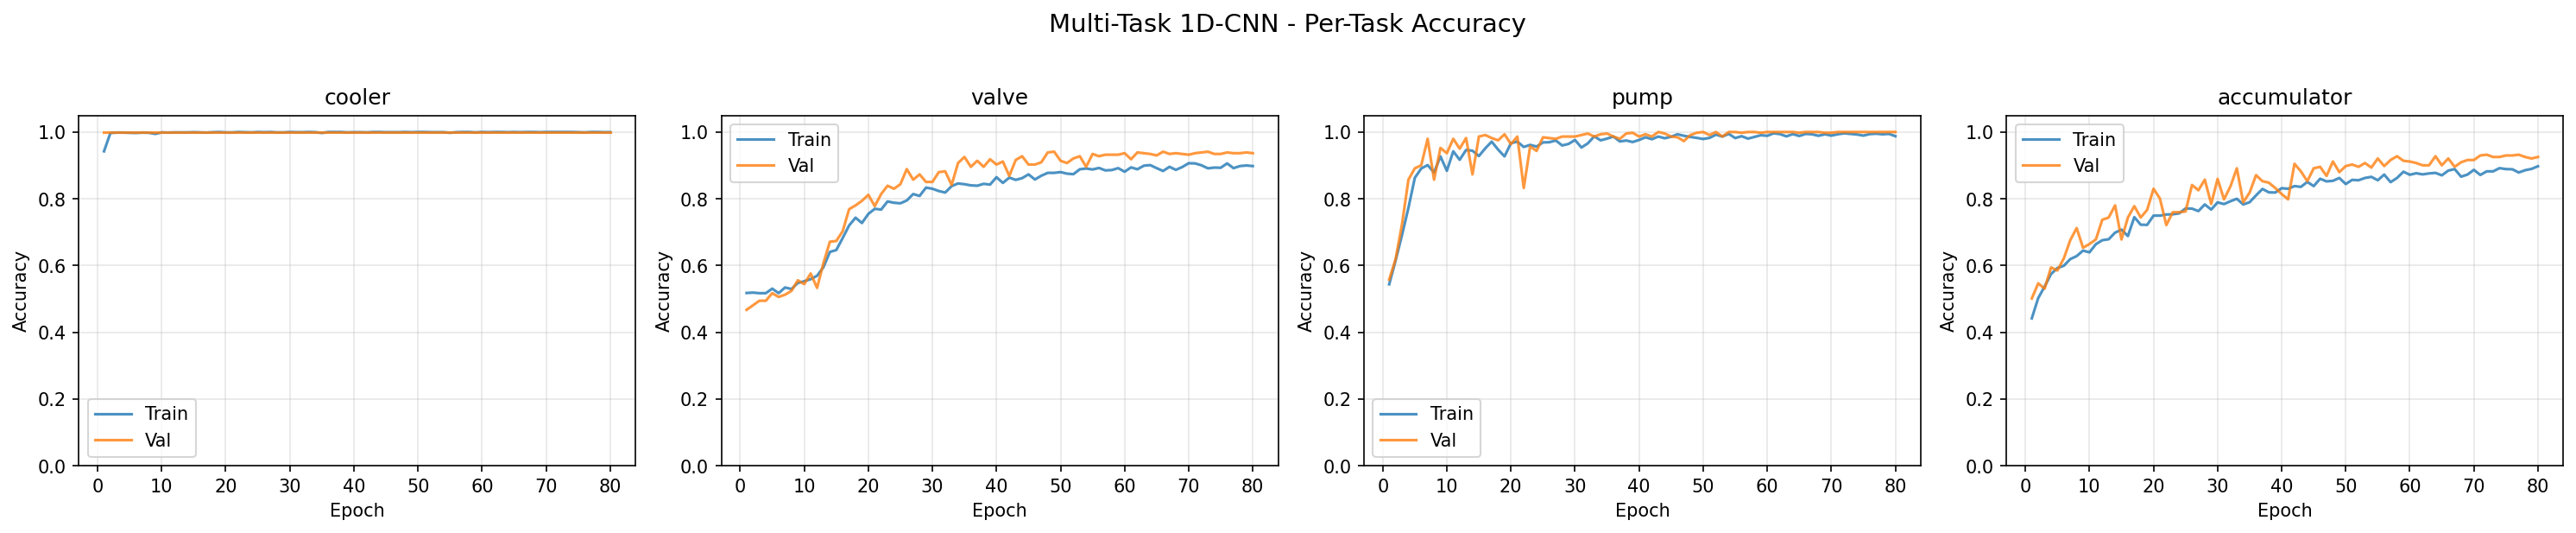 Multi-Task 1D-CNN - Per-Task Accuracy
cooler
1.0
0.8
0.6
0.4
0.2
0.0
Accuracy
Train
Val
0 10 20 30 40 50 60 70 80
Epoch
valve
1.0
0.8
0.6
0.4
0.2
0.0
Accuracy
Train
Val
0 10 20 30 40 50 60 70 80
Epoch
pump
1.0
0.8
0.6
0.4
0.2
0.0
Accuracy
Train
Val
0 10 20 30 40 50 60 70 80
Epoch
accumulator
1.0
0.8
0.6
0.4
0.2
0.0
Accuracy
Train
Val
0 10 20 30 40 50 60 70 80
Epoch